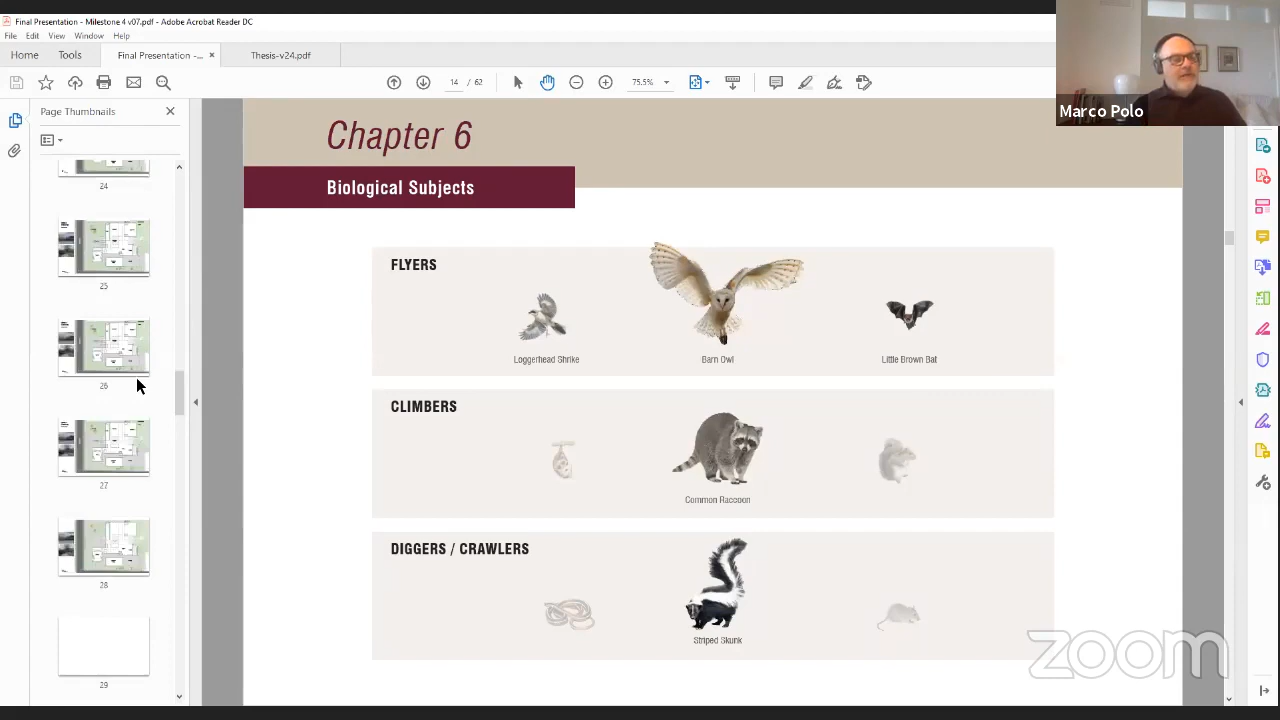 Final Presentation - Milestone 4 v07.pdf - Adobe Acrobat Reader DC
File Edit View Window Help
Home Tools Final Presentation -... × Thesis-v24.pdf
14 / 62 75.5%
Marco Polo
Page Thumbnails ×
24
25
26
27
28
29
Chapter 6
Biological Subjects
FLYERS
Loggerhead Shrike Barn Owl Little Brown Bat
CLIMBERS
Common Raccoon
DIGGERS / CRAWLERS
Striped Skunk
zoom